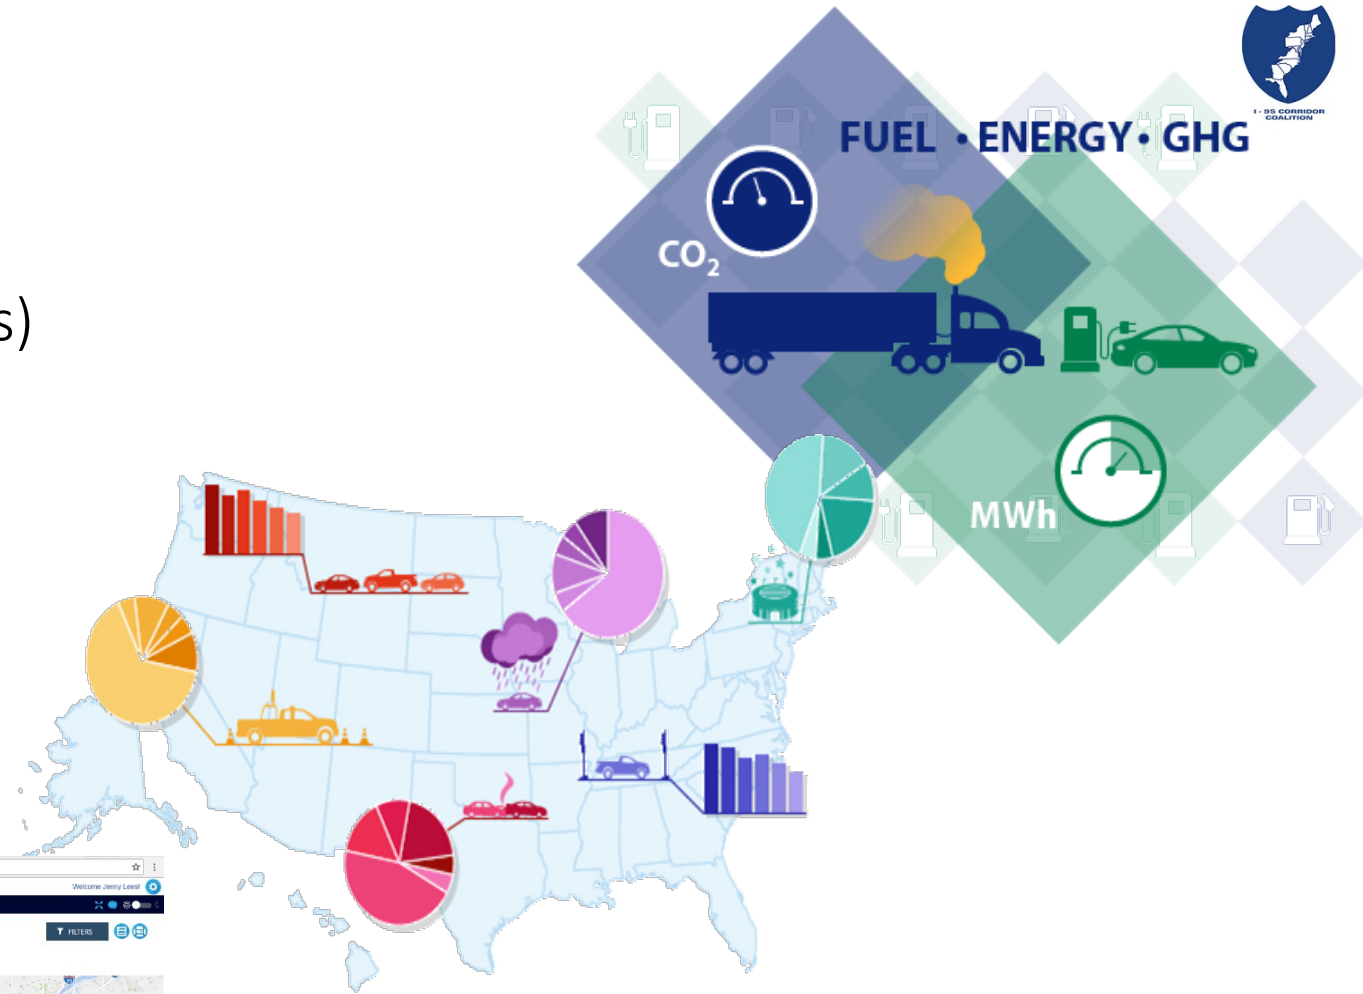 I - 95 CORRIDOR
COALITION
FUEL • ENERGY • GHG
CO₂
s)
MWh
Welcome Jenny Lees!
FILTERS